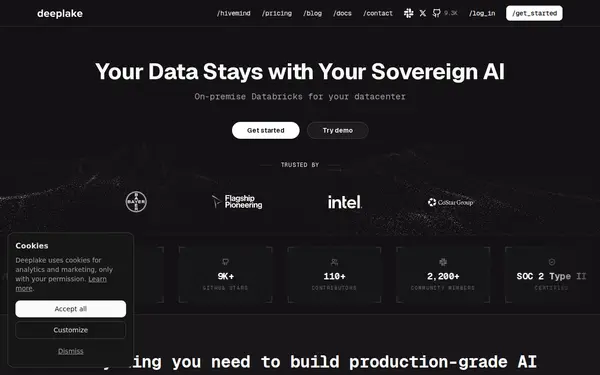 deeplake
/hivemind
/pricing
/blog
/docs
/contact
9.3K
/log_in
/get_started
Your Data Stays with Your Sovereign AI
On-premise Databricks for your datacenter
Get started
Try demo
TRUSTED BY
BAYER
Flagship
Pioneering
intel.
CoStar Group
9K+
GITHUB STARS
110+
CONTRIBUTORS
2,200+
COMMUNITY MEMBERS
SOC 2 Type II
CERTIFIED
Cookies
Deeplake uses cookies for
analytics and marketing, only
with your permission. Learn
more.
Accept all
Customize
Dismiss
you need to build production-grade AI